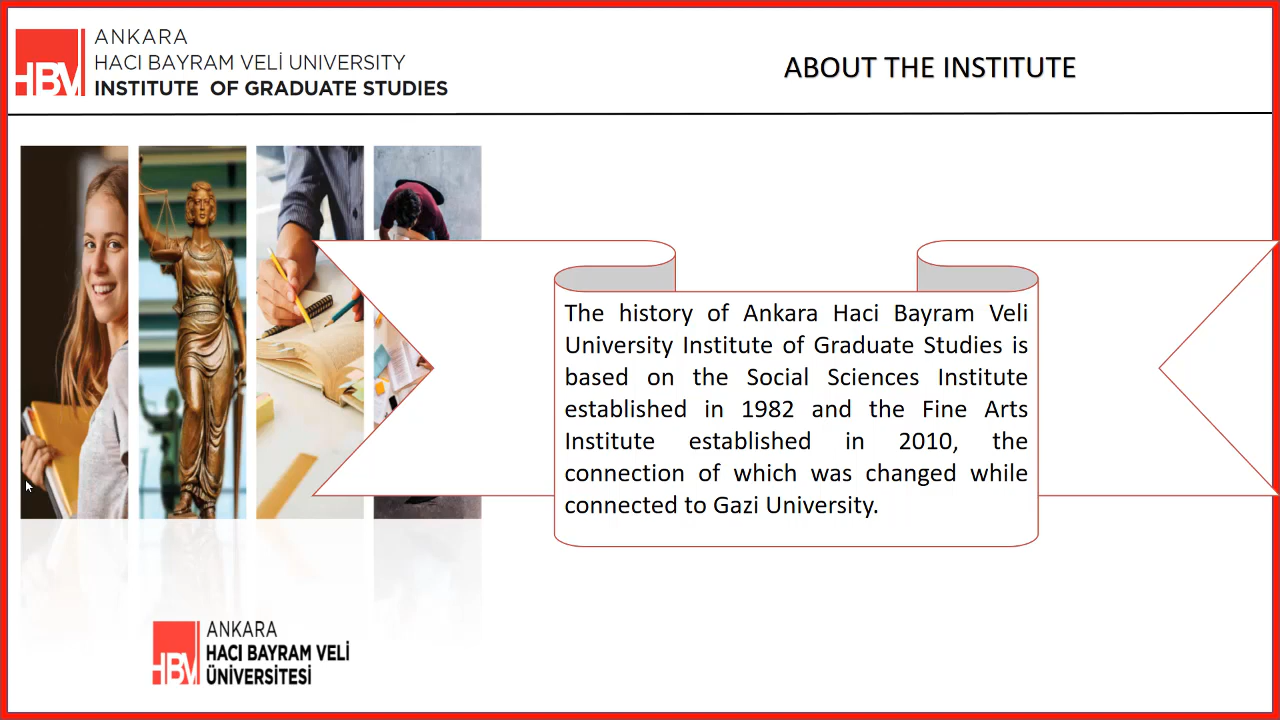 ANKARA
HACI BAYRAM VELİ UNIVERSITY
INSTITUTE OF GRADUATE STUDIES
ABOUT THE INSTITUTE
The history of Ankara Haci Bayram Veli
University Institute of Graduate Studies is
based on the Social Sciences Institute
established in 1982 and the Fine Arts
Institute established in 2010, the
connection of which was changed while
connected to Gazi University.
HBV
ANKARA
HACI BAYRAM VELİ
ÜNİVERSİTESİ
HBV